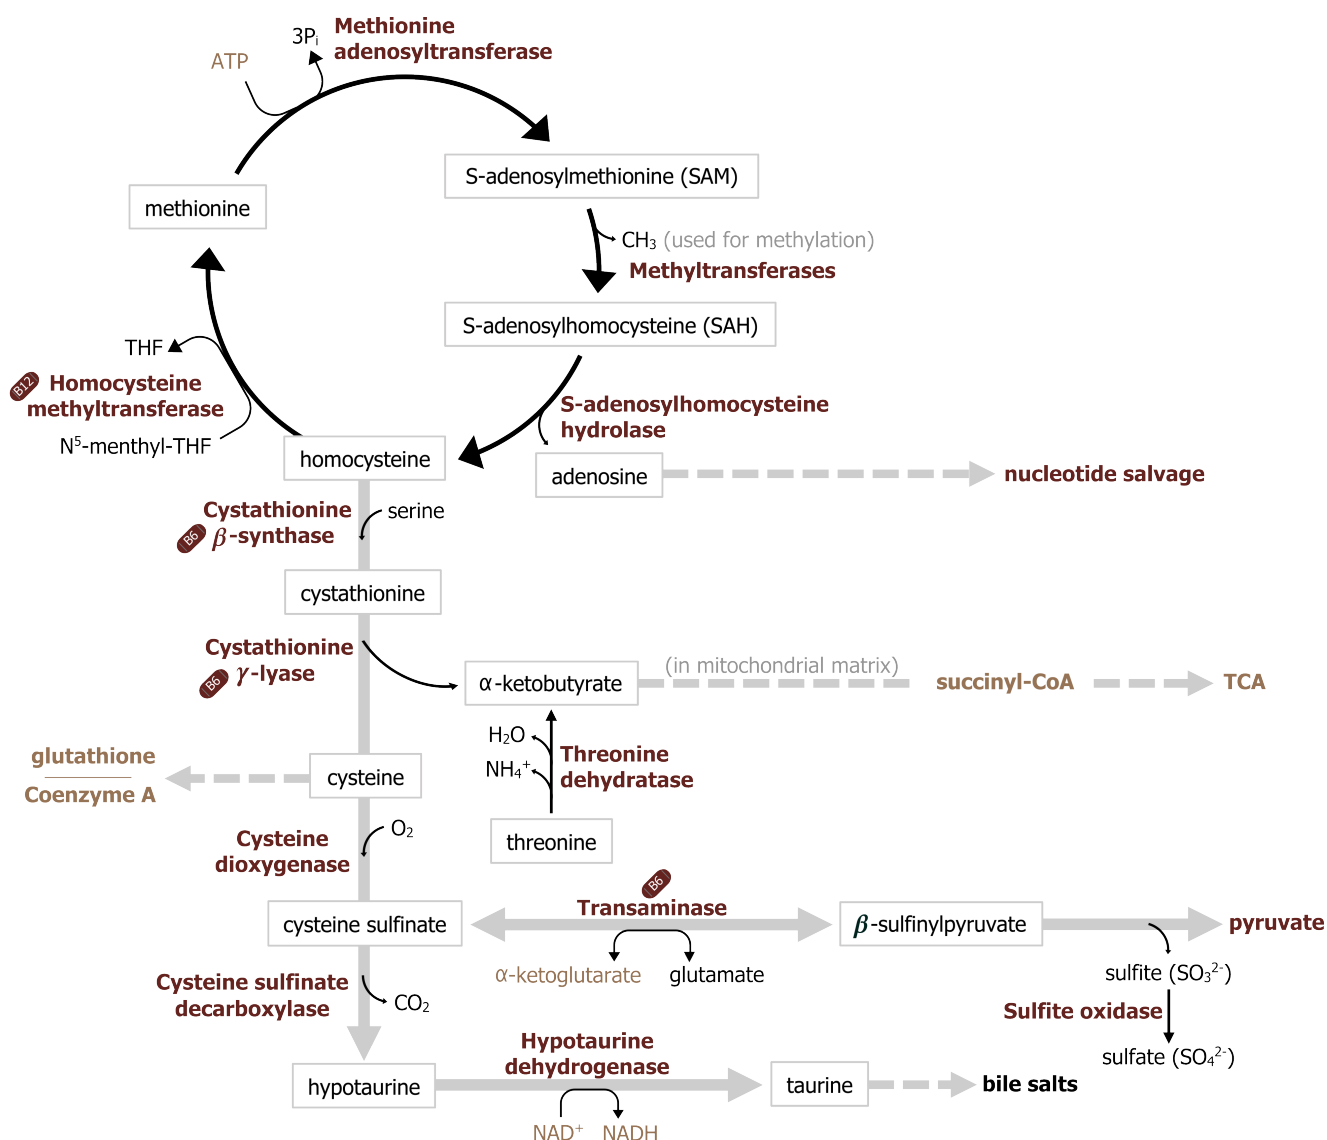 Methionine
adenosyltransferase
3Pi
ATP
S-adenosylmethionine (SAM)
methionine
CH3 (used for methylation)
Methyltransferases
S-adenosylhomocysteine (SAH)
THF
B12 Homocysteine
methyltransferase
N5-menthyl-THF
S-adenosylhomocysteine
hydrolase
homocysteine
adenosine
nucleotide salvage
Cystathionine
B6 β-synthase
serine
cystathionine
Cystathionine
B6 γ-lyase
α-ketobutyrate
(in mitochondrial matrix)
succinyl-CoA
TCA
H2O
NH4+
Threonine
dehydratase
glutathione
Coenzyme A
cysteine
threonine
Cysteine
dioxygenase
O2
B6
Transaminase
cysteine sulfinate
β-sulfinylpyruvate
pyruvate
α-ketoglutarate
glutamate
sulfite (SO3 2-)
Sulfite oxidase
sulfate (SO4 2-)
Cysteine sulfinate
decarboxylase
CO2
Hypotaurine
dehydrogenase
hypotaurine
taurine
bile salts
NAD+ NADH